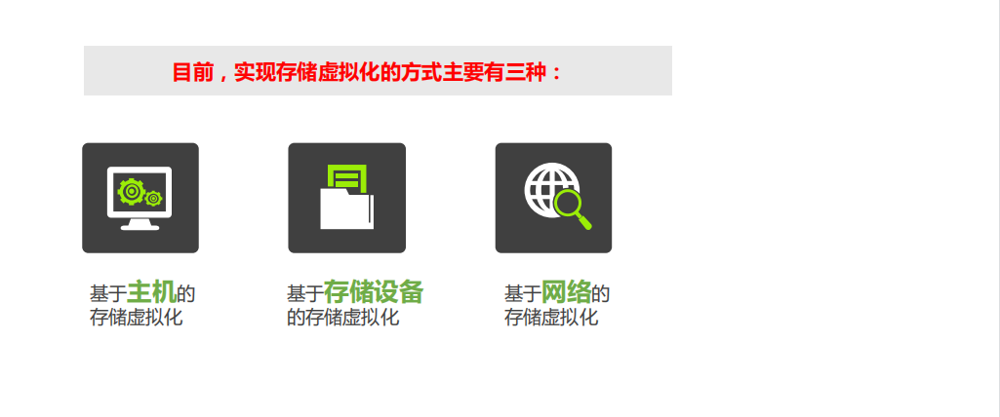 目前，实现存储虚拟化的方式主要有三种：
基于主机的
存储虚拟化
基于存储设备
的存储虚拟化
基于网络的
存储虚拟化